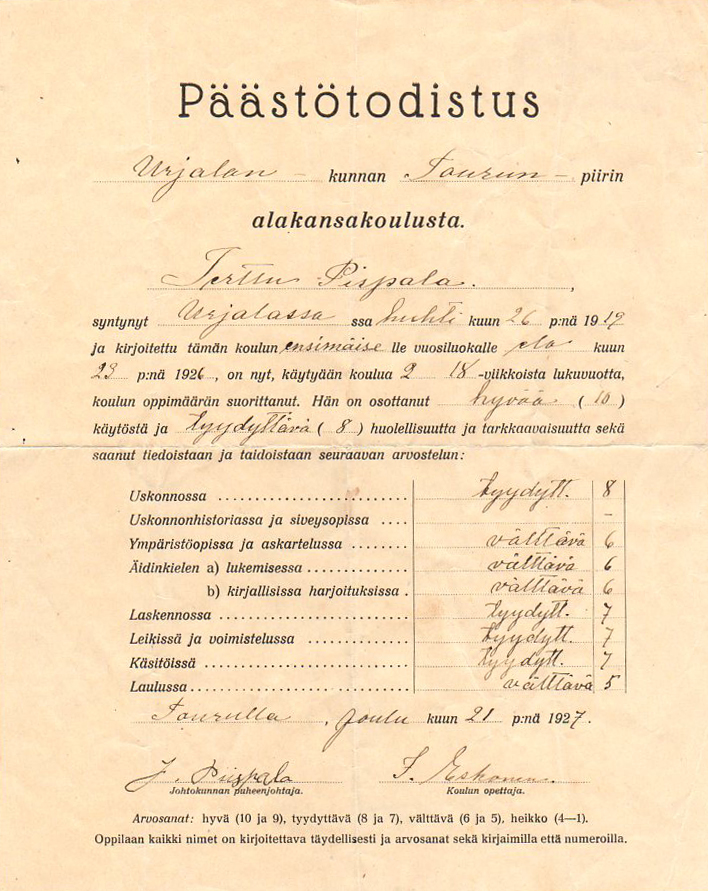 Päästötodistus
Urjalan – kunnan Taurun – piirin
alakansakoulusta.
Terttu Pispala.,
syntynyt Urjalassa ssa huhti kuun 26 p:nä 1919
ja kirjoitettu tämän koulun ensimäise lle vuosiluokalle elo kuun
23 p:nä 1926, on nyt, käytyään koulua 2 18 -viikkoista lukuvuotta,
koulun oppimäärän suorittanut. Hän on osottanut hyvää (10)
käytöstä ja tyydyttävä (8) huolellisuutta ja tarkkaavaisuutta sekä
saanut tiedoistaan ja taidoistaan seuraavan arvostelun:
Uskonnossa .......................... tyydytt. 8
Uskonnonhistoriassa ja siveysopissa .... –
Ympäristöopissa ja askartelussa ........ välttävä 6
Äidinkielen a) lukemisessa ............. välttävä 6
b) kirjallisissa harjoituksissa . välttävä 6
Laskennossa .......................... tyydytt. 7
Leikissä ja voimistelussa ............ tyydytt. 7
Käsitöissä ........................... tyydytt. 7
Laulussa ............................. välttävä 5
Taurulla, joulu kuun 21 p:nä 1927.
J. Piispala
Johtokunnan puheenjohtaja.
Koulun opettaja.
Arvosanat: hyvä (10 ja 9), tyydyttävä (8 ja 7), välttävä (6 ja 5), heikko (4—1).
Oppilaan kaikki nimet on kirjoitettava täydellisesti ja arvosanat sekä kirjaimilla että numeroilla.